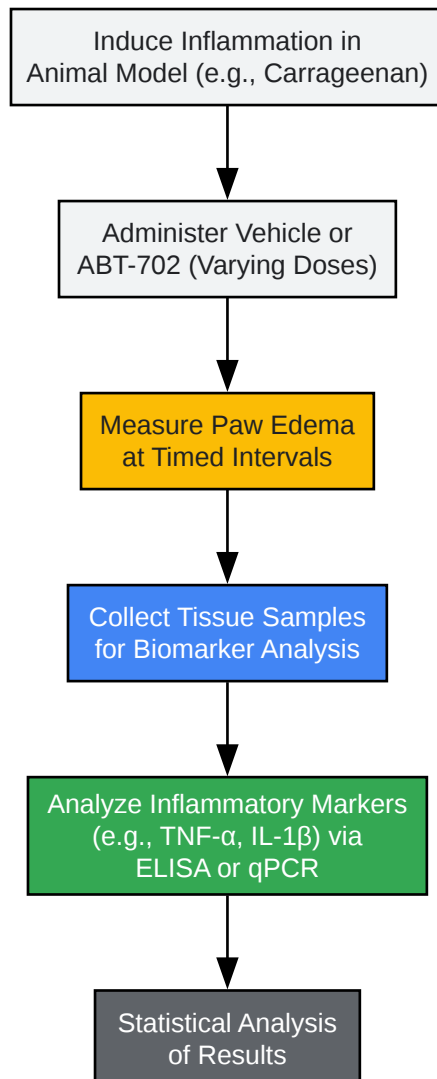 Induce Inflammation in
Animal Model (e.g., Carrageenan)
Administer Vehicle or
ABT-702 (Varying Doses)
Measure Paw Edema
at Timed Intervals
Collect Tissue Samples
for Biomarker Analysis
Analyze Inflammatory Markers
(e.g., TNF-α, IL-1β) via
ELISA or qPCR
Statistical Analysis
of Results